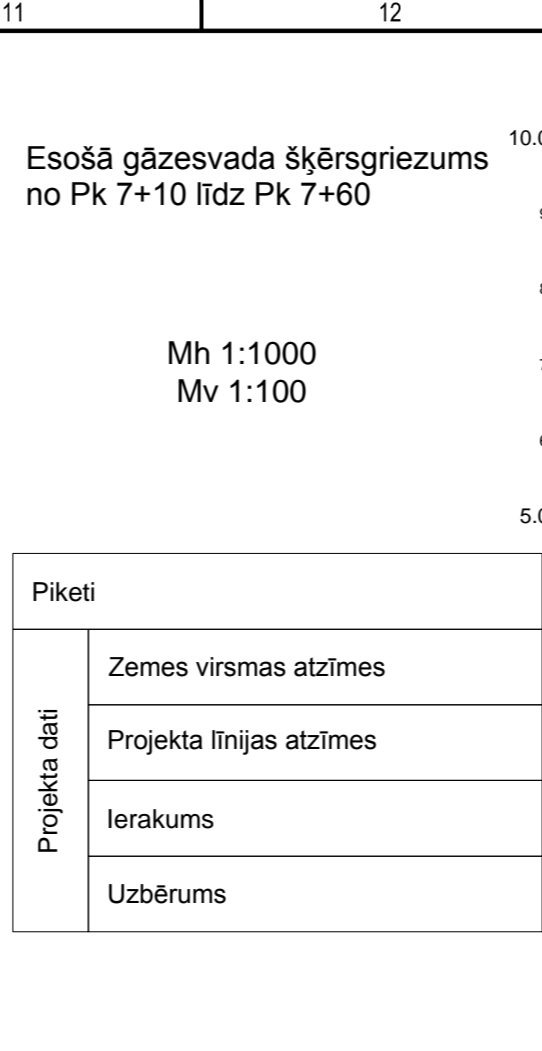 11 12
Esošā gāzesvada šķērsgriezums
no Pk 7+10 līdz Pk 7+60
Mh 1:1000
Mv 1:100
Piketi
Projekta dati
Zemes virsmas atzīmes
Projekta līnijas atzīmes
Ierakums
Uzbērums